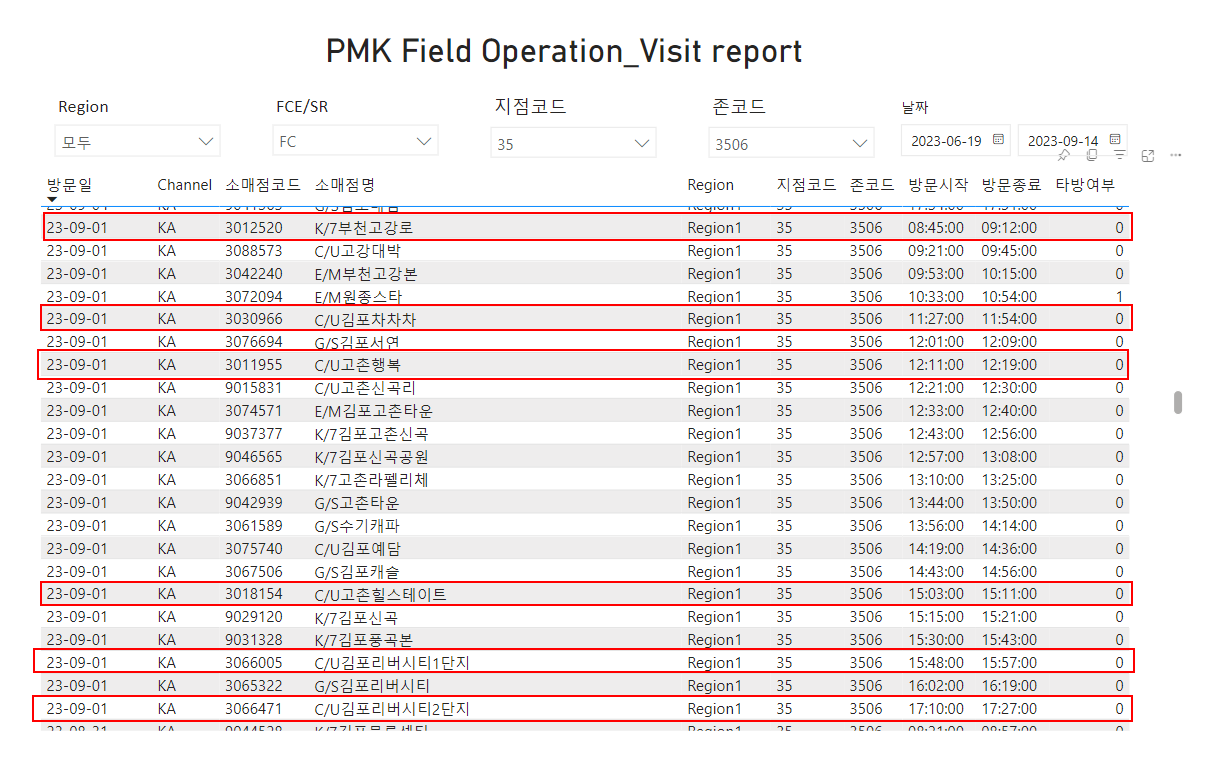 PMK Field Operation_Visit report
Region FCE/SR 지점코드 존코드 날짜
모두 FC 35 3506 2023-06-19 2023-09-14
방문일 Channel 소매점코드 소매점명 Region 지점코드 존코드 방문시작 방문종료 타방여부
23-09-01 KA 3012520 K/7부천고강로 Region1 35 3506 08:45:00 09:12:00 0
23-09-01 KA 3088573 C/U고강대박 Region1 35 3506 09:21:00 09:45:00 0
23-09-01 KA 3042240 E/M부천고강본 Region1 35 3506 09:53:00 10:15:00 0
23-09-01 KA 3072094 E/M원종스타 Region1 35 3506 10:33:00 10:54:00 1
23-09-01 KA 3030966 C/U김포차차차 Region1 35 3506 11:27:00 11:54:00 0
23-09-01 KA 3076694 G/S김포서연 Region1 35 3506 12:01:00 12:09:00 0
23-09-01 KA 3011955 C/U고촌행복 Region1 35 3506 12:11:00 12:19:00 0
23-09-01 KA 9015831 C/U고촌신곡리 Region1 35 3506 12:21:00 12:30:00 0
23-09-01 KA 3074571 E/M김포고촌타운 Region1 35 3506 12:33:00 12:40:00 0
23-09-01 KA 9037377 K/7김포고촌신곡 Region1 35 3506 12:43:00 12:56:00 0
23-09-01 KA 9046565 K/7김포신곡공원 Region1 35 3506 12:57:00 13:08:00 0
23-09-01 KA 3066851 K/7고촌라펠리체 Region1 35 3506 13:10:00 13:25:00 0
23-09-01 KA 9042939 G/S고촌타운 Region1 35 3506 13:44:00 13:50:00 0
23-09-01 KA 3061589 G/S수기캐파 Region1 35 3506 13:56:00 14:14:00 0
23-09-01 KA 3075740 C/U김포예담 Region1 35 3506 14:19:00 14:36:00 0
23-09-01 KA 3067506 G/S김포캐슬 Region1 35 3506 14:43:00 14:56:00 0
23-09-01 KA 3018154 C/U고촌힐스테이트 Region1 35 3506 15:03:00 15:11:00 0
23-09-01 KA 9029120 K/7김포신곡 Region1 35 3506 15:15:00 15:21:00 0
23-09-01 KA 9031328 K/7김포풍곡본 Region1 35 3506 15:30:00 15:43:00 0
23-09-01 KA 3066005 C/U김포리버시티1단지 Region1 35 3506 15:48:00 15:57:00 0
23-09-01 KA 3065322 G/S김포리버시티 Region1 35 3506 16:02:00 16:19:00 0
23-09-01 KA 3066471 C/U김포리버시티2단지 Region1 35 3506 17:10:00 17:27:00 0